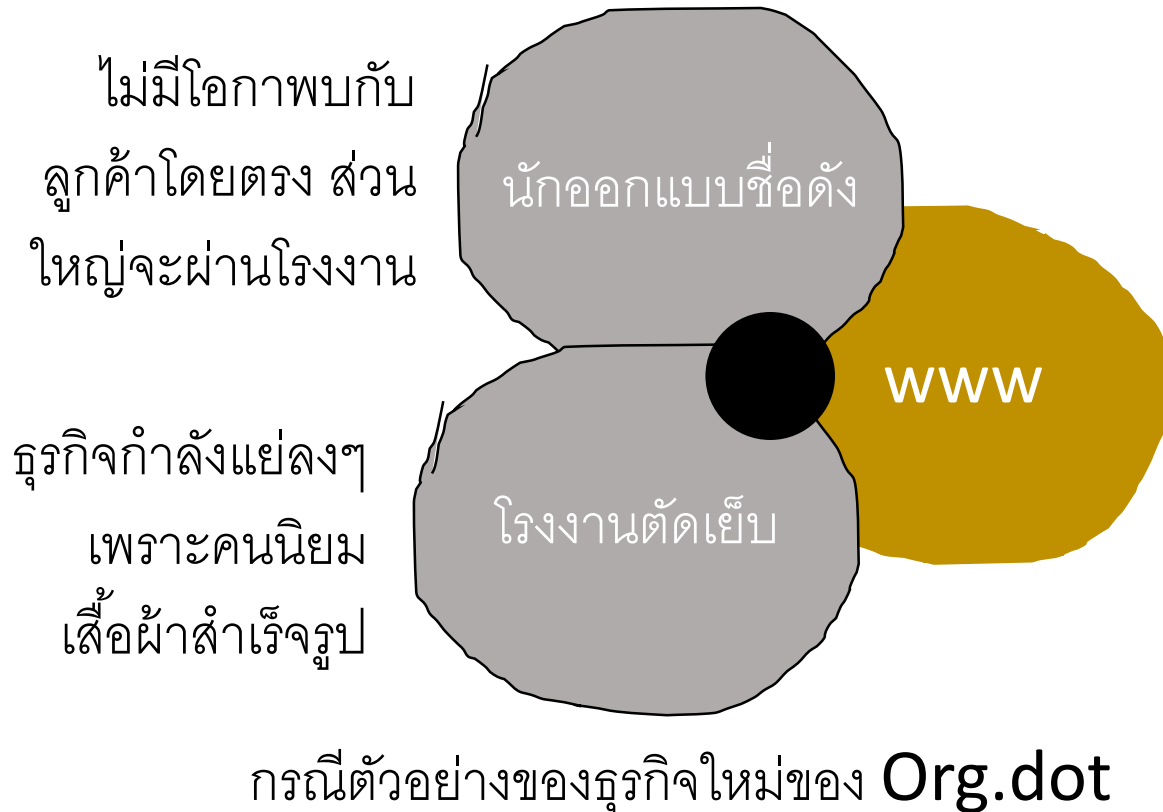 ไม่มีโอกาพบกับ
ลูกค้าโดยตรง ส่วน
ใหญ่จะผ่านโรงงาน
นักออกแบบชื่อดัง
www
ธุรกิจกำลังแย่ลงๆ
เพราะคนนิยม
เสื้อผ้าสำเร็จรูป
โรงงานตัดเย็บ
กรณีตัวอย่างของธุรกิจใหม่ของ Org.dot